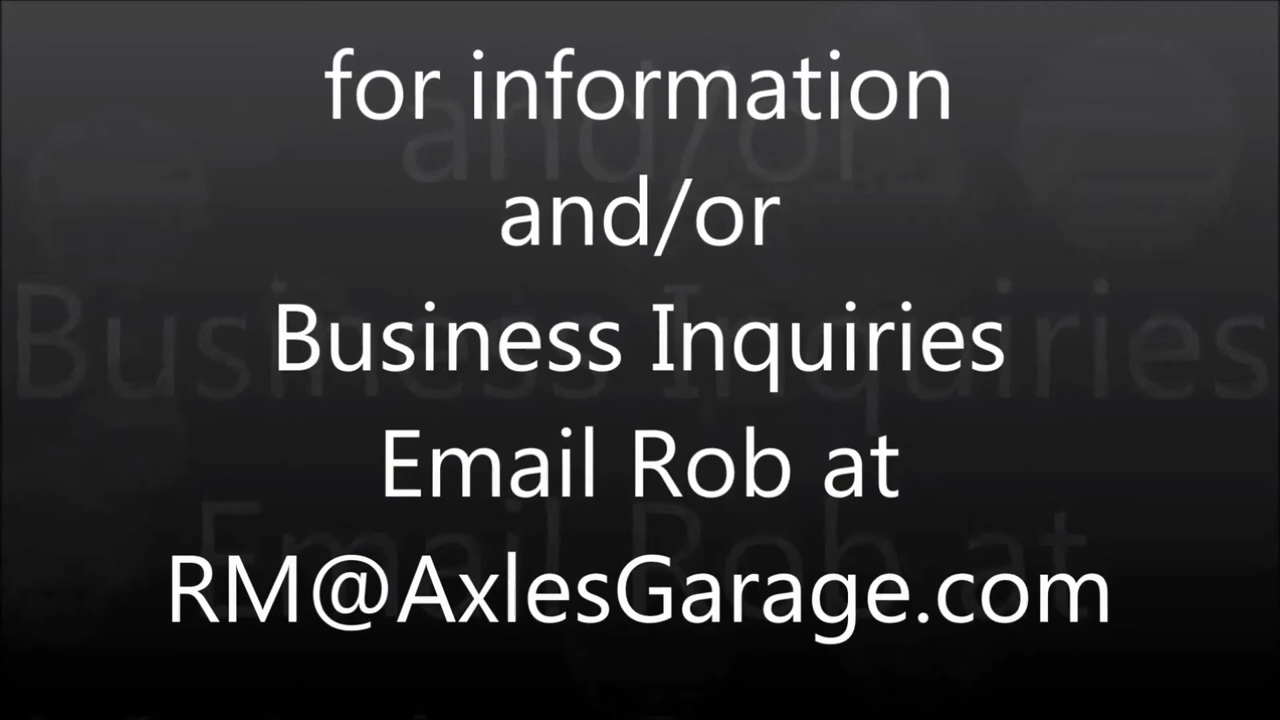 for information
and/or
Business Inquiries
Email Rob at
RM@AxlesGarage.com